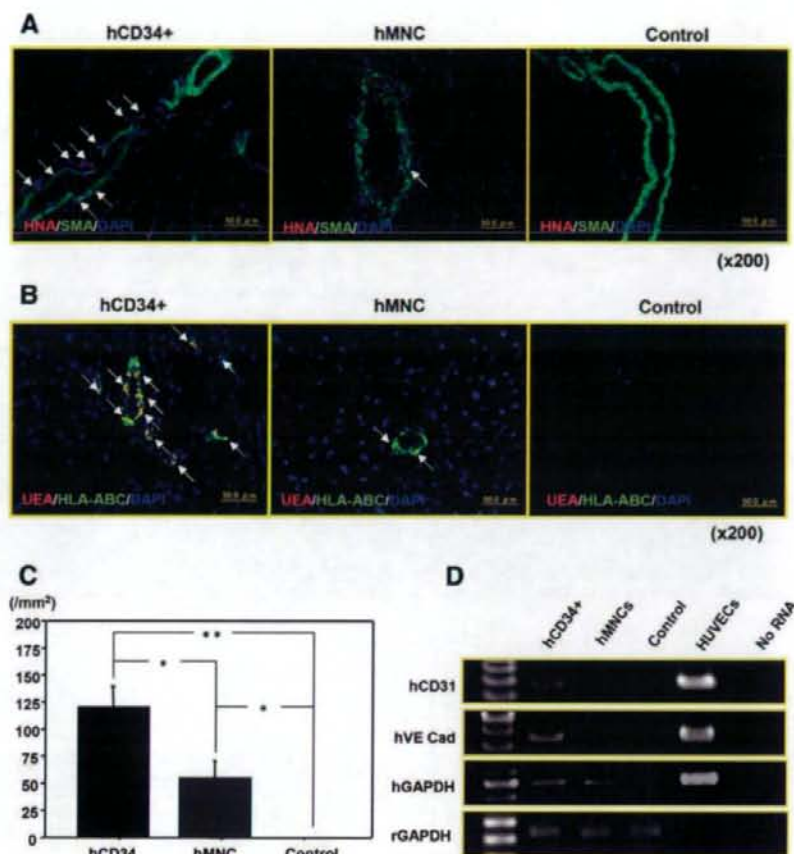 A
hCD34+ hMNC Control
HNA/SMA/DAPI HNA/SMA/DAPI HNA/SMA/DAPI
(x200)
B
hCD34+ hMNC Control
UEA/HLA-ABC/DAPI UEA/HLA-ABC/DAPI UEA/HLA-ABC/DAPI
(x200)
C
(/mm²)
200
175
150
125
100
75
50
25
0
** 
* 
*
hCD34 hMNC Control
D
hCD34+ hMNCs Control HUVECs No RNA
hCD31
hVE Cad
hGAPDH
rGAPDH